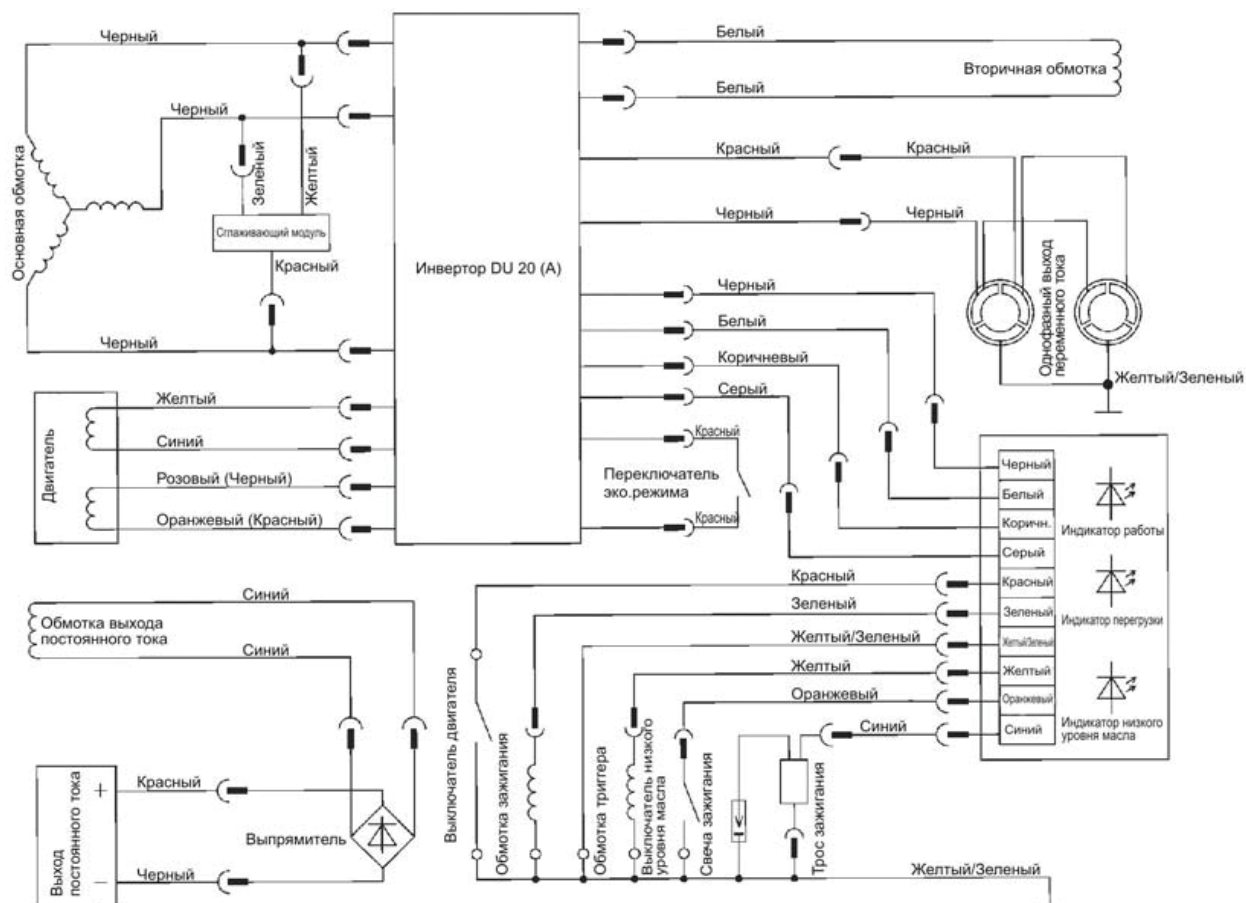 Черный
Белый
Вторичная обмотка
Черный
Белый
Зеленый
Желтый
Основная обмотка
Красный
Красный
Черный
Черный
Сглаживающий модуль
Красный
Инвертор DU 20 (А)
Однофазный выход
переменного тока
Черный
Белый
Черный
Коричневый
Желтый/Зеленый
Серый
Двигатель
Желтый
Синий
Розовый (Черный)
Оранжевый (Красный)
Красный
Переключатель
эко.режима
Красный
Черный
Белый
Коричн.
Серый
Красный
Зеленый
Желтый/Зеленый
Желтый
Оранжевый
Синий
Индикатор работы
Индикатор перегрузки
Индикатор низкого
уровня масла
Красный
Зеленый
Желтый/Зеленый
Желтый
Оранжевый
Синий
Синий
Обмотка выхода
постоянного тока
Синий
Выключатель двигателя
Обмотка зажигания
Обмотка триггера
Выключатель низкого
уровня масла
Свеча зажигания
Трос зажигания
Выход
постоянного тока
+
−
Красный
Выпрямитель
Черный
Желтый/Зеленый